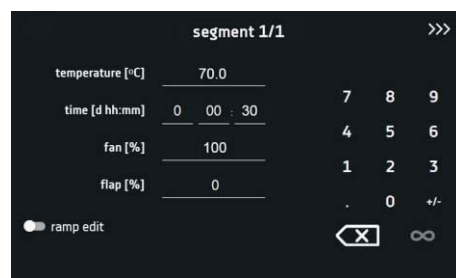 segment 1/1 >>>
temperature [ºC] 70.0
time [d hh:mm] 0 00 : 30
fan [%] 100
flap [%] 0
ramp edit
7 8 9
4 5 6
1 2 3
. 0 +/-
X ∞